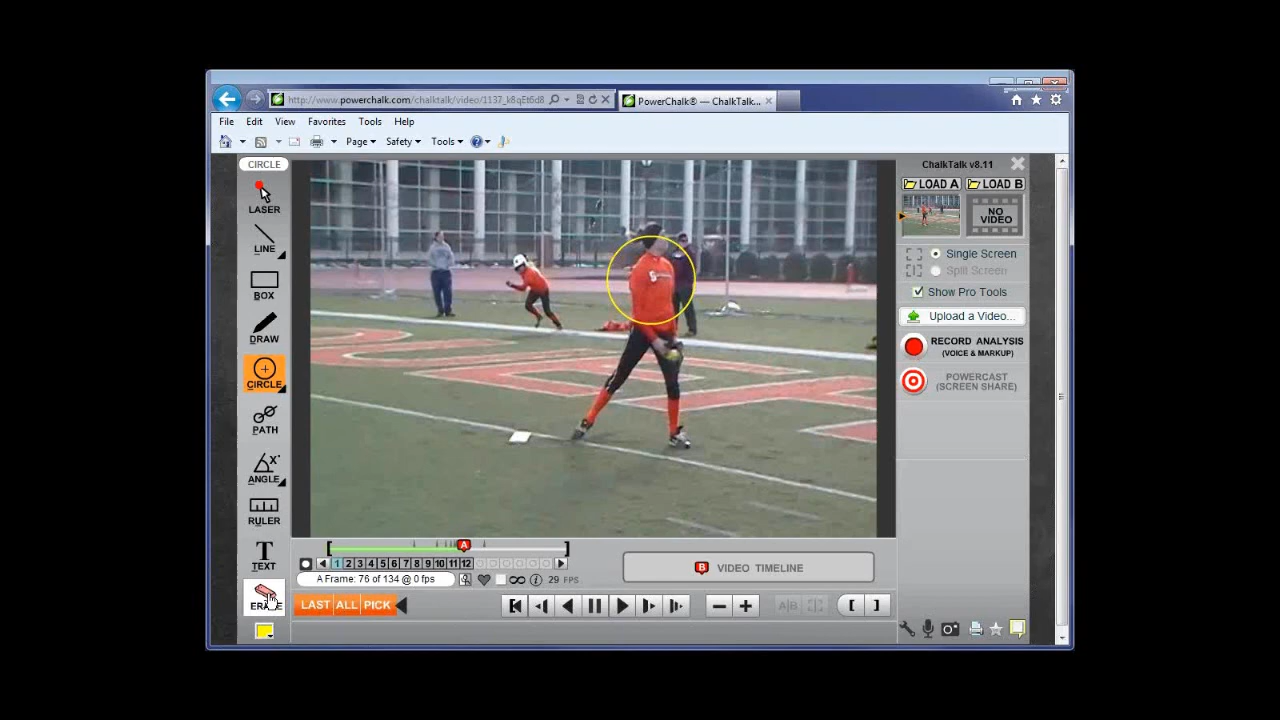 http://www.powerchalk.com/chalktalk/video/1137_k8qEt6d8
PowerChalk® — ChalkTalk...
File Edit View Favorites Tools Help
Page Safety Tools
CIRCLE
LASER
LINE
BOX
DRAW
CIRCLE
PATH
ANGLE
RULER
TEXT
ERASE
ChalkTalk v8.11
LOAD A LOAD B
NO VIDEO
Single Screen
Split Screen
Show Pro Tools
Upload a Video...
RECORD ANALYSIS
(VOICE & MARKUP)
POWERCAST
(SCREEN SHARE)
A
1 2 3 4 5 6 7 8 9 10 11 12
A Frame: 76 of 134 @ 0 fps
29 FPS
B VIDEO TIMELINE
LAST ALL PICK
A|B
[ ]